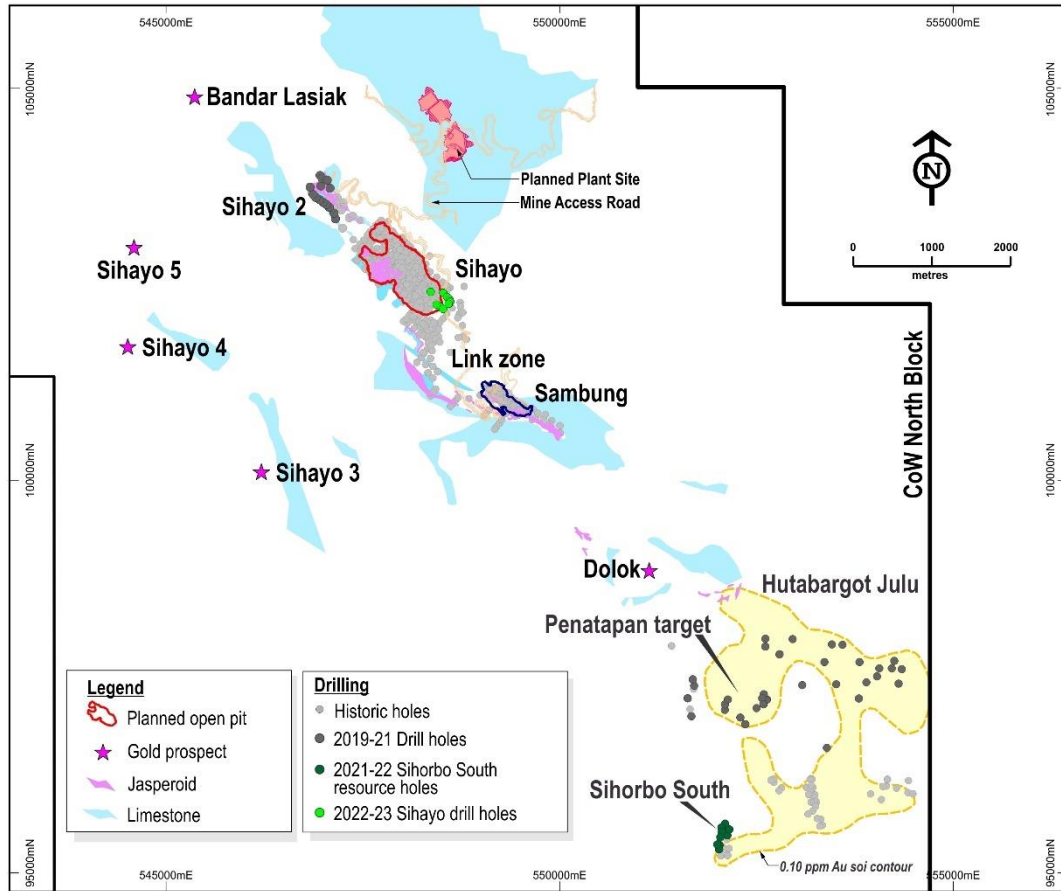 545000mE
550000mE
555000mE
105000mN
105000mN
Bandar Lasiak
N
Planned Plant Site
Mine Access Road
Sihayo 2
Sihayo 5
Sihayo
0 1000 2000
metres
Sihayo 4
Link zone
Sambung
CoW North Block
Sihayo 3
100000mN
100000mN
Dolok
Hutabargot Julu
Penatapan target
Legend
Planned open pit
Gold prospect
Jasperoid
Limestone
Drilling
Historic holes
2019-21 Drill holes
2021-22 Sihorbo South
resource holes
2022-23 Sihayo drill holes
Sihorbo South
0.10 ppm Au soi contour
95000mN
95000mN
545000mE
550000mE
555000mE